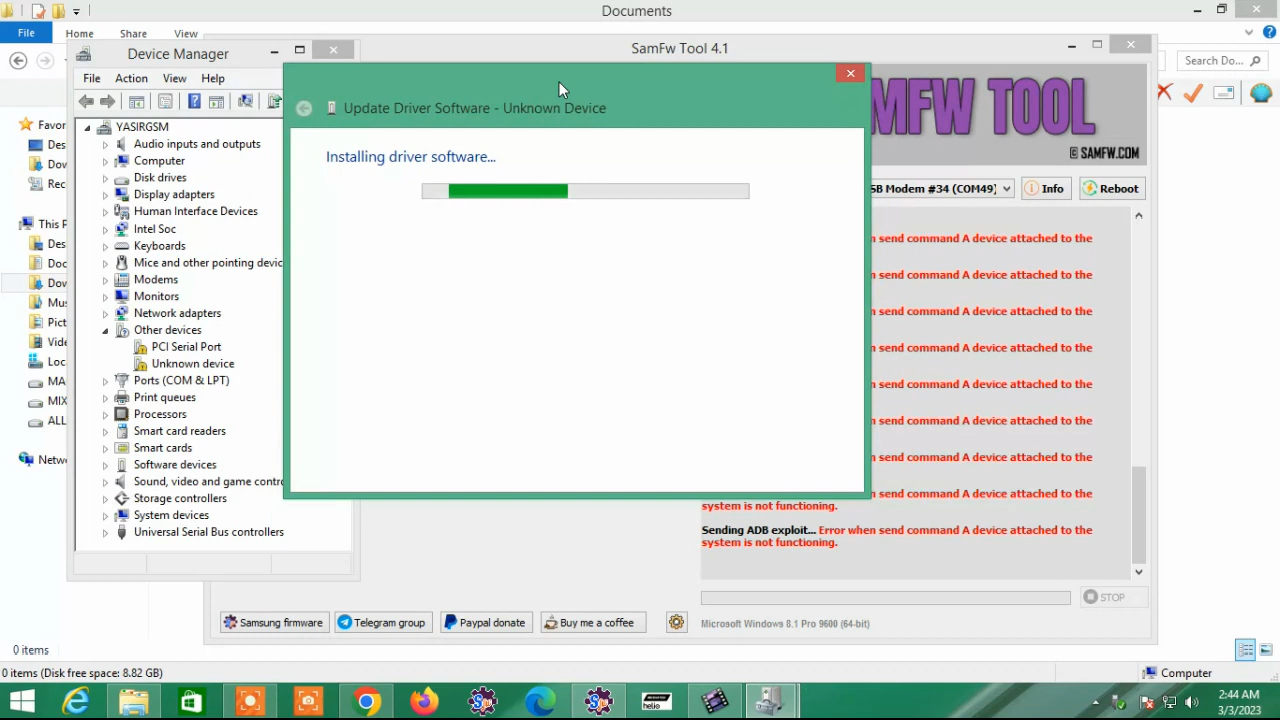 Documents
File
Home
Share
View
Search Do...
Favor
Des
Dov
Rec
This P
Des
Doc
Dov
Mus
Pict
Vide
Loca
MA
MIX
ALL
Netwo
0 items
0 items (Disk free space: 8.82 GB)
Computer
Device Manager
File Action View Help
YASIRGSM
Audio inputs and outputs
Computer
Disk drives
Display adapters
Human Interface Devices
Intel Soc
Keyboards
Mice and other pointing devic
Modems
Monitors
Network adapters
Other devices
PCI Serial Port
Unknown device
Ports (COM & LPT)
Print queues
Processors
Smart card readers
Smart cards
Software devices
Sound, video and game contro
Storage controllers
System devices
Universal Serial Bus controllers
Update Driver Software - Unknown Device
Installing driver software...
SamFw Tool 4.1
MFW TOOL
© SAMFW.COM
SB Modem #34 (COM49)
Info
Reboot
n send command A device attached to the
n send command A device attached to the
n send command A device attached to the
n send command A device attached to the
n send command A device attached to the
n send command A device attached to the
n send command A device attached to the
n send command A device attached to the
system is not functioning.
Sending ADB exploit... Error when send command A device attached to the
system is not functioning.
STOP
Samsung firmware
Telegram group
Paypal donate
Buy me a coffee
Microsoft Windows 8.1 Pro 9600 (64-bit)
helio
2:44 AM
3/3/2023